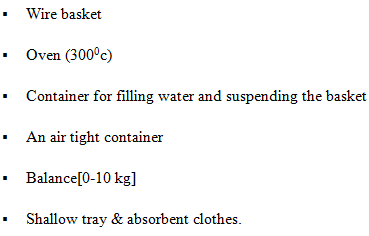 ▪ Wire basket
▪ Oven (300⁰c)
▪ Container for filling water and suspending the basket
▪ An air tight container
▪ Balance[0-10 kg]
▪ Shallow tray & absorbent clothes.